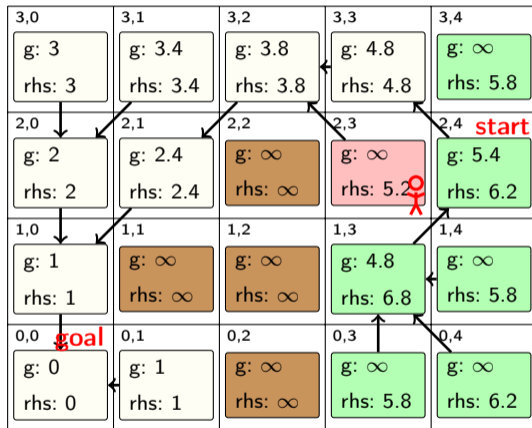 3,0 3,1 3,2 3,3 3,4
g: 3 g: 3.4 g: 3.8 g: 4.8 g: ∞
rhs: 3 rhs: 3.4 rhs: 3.8 rhs: 4.8 rhs: 5.8
2,0 2,1 2,2 2,3 2,4 start
g: 2 g: 2.4 g: ∞ g: ∞ g: 5.4
rhs: 2 rhs: 2.4 rhs: ∞ rhs: 5.2 rhs: 6.2
1,0 1,1 1,2 1,3 1,4
g: 1 g: ∞ g: ∞ g: 4.8 g: ∞
rhs: 1 rhs: ∞ rhs: ∞ rhs: 6.8 rhs: 5.8
0,0 goal 0,1 0,2 0,3 0,4
g: 0 g: 1 g: ∞ g: ∞ g: ∞
rhs: 0 rhs: 1 rhs: ∞ rhs: 5.8 rhs: 6.2